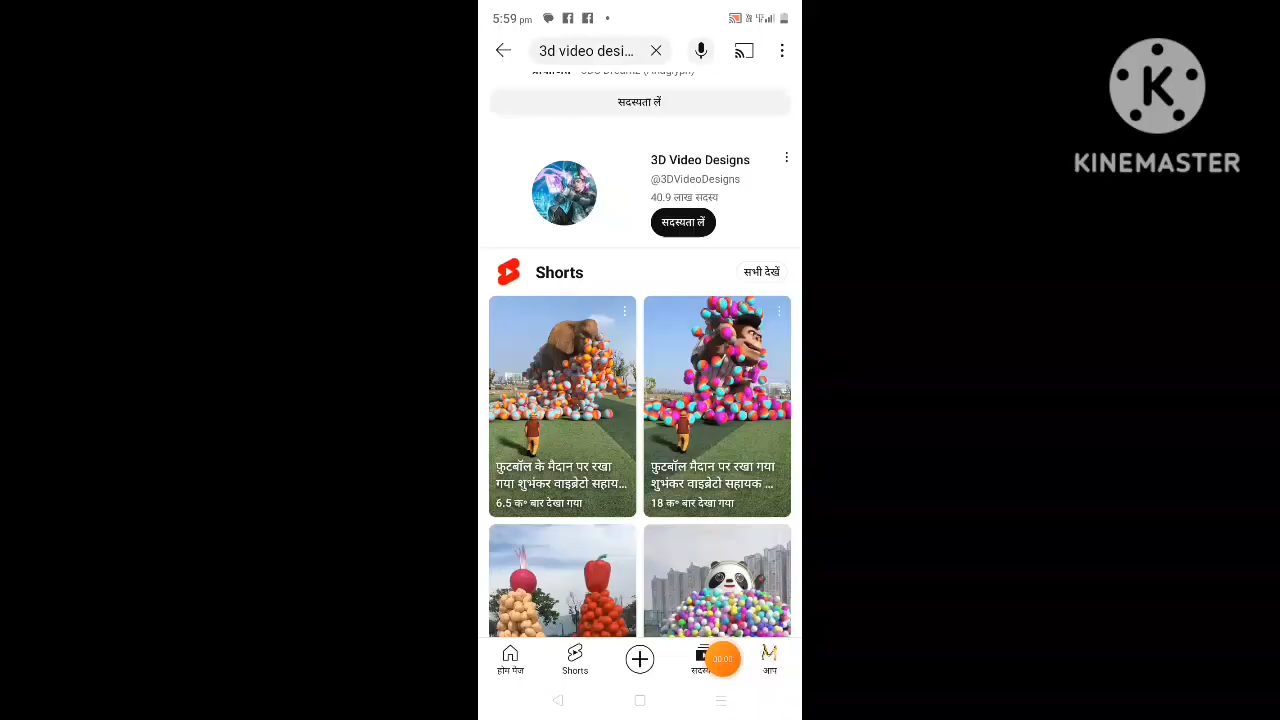 5:59 pm
3d video desi...
सदस्यता लें
3D Video Designs
@3DVideoDesigns
40.9 लाख सदस्य
सदस्यता लें
Shorts
सभी देखें
फ़ुटबॉल के मैदान पर रखा
गया शुभंकर वाइब्रेटो सहाय...
6.5 क॰ बार देखा गया
फ़ुटबॉल मैदान पर रखा गया
शुभंकर वाइब्रेटो सहायक ...
18 क॰ बार देखा गया
होम पेज
Shorts
00:00
आप
K
KINEMASTER